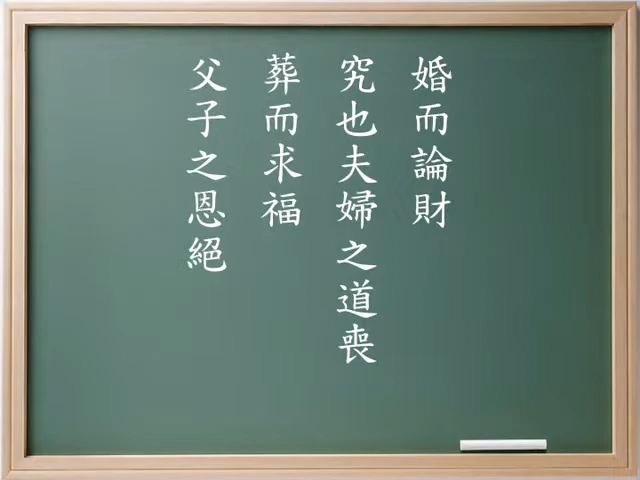 婚而論財
究也夫婦之道喪
葬而求福
父子之恩絕